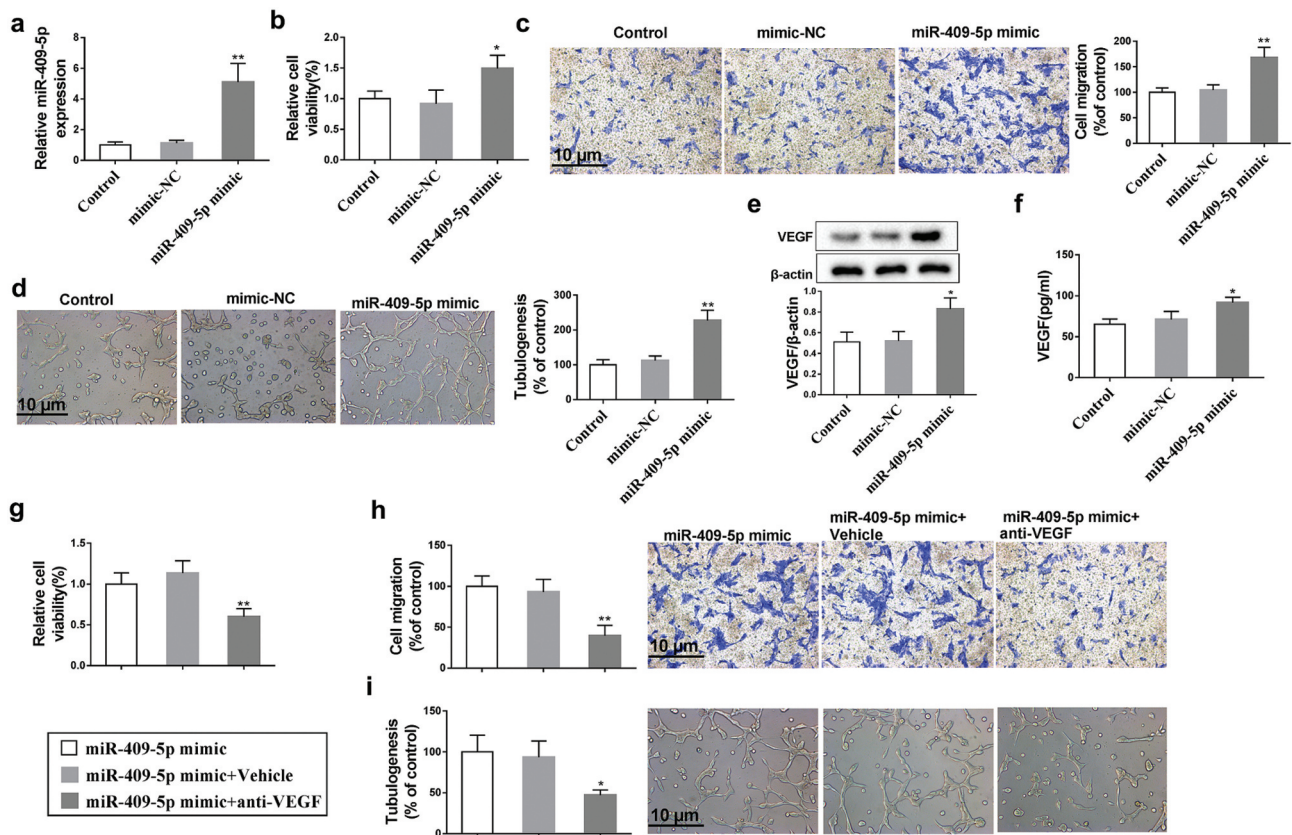 a
Relative miR-409-5p
expression
8
6
4
2
0
Control
mimic-NC
miR-409-5p mimic
**
b
Relative cell
viability(%)
2.0
1.5
1.0
0.5
0.0
Control
mimic-NC
miR-409-5p mimic
*
c
Control
mimic-NC
miR-409-5p mimic
10 µm
Cell migration
(%of control)
200
150
100
50
0
Control
mimic-NC
miR-409-5p mimic
**
d
Control
mimic-NC
miR-409-5p mimic
10 µm
Tubulogenesis
(% of control)
300
200
100
0
Control
mimic-NC
miR-409-5p mimic
**
e
VEGF
β-actin
VEGF/β-actin
1.0
0.8
0.6
0.4
0.2
0.0
Control
mimic-NC
miR-409-5p mimic
*
f
VEGF(pg/ml)
150
100
50
0
Control
mimic-NC
miR-409-5p mimic
*
g
Relative cell
viability(%)
1.5
1.0
0.5
0.0
**
h
Cell migration
(%of control)
150
100
50
0
**
miR-409-5p mimic
miR-409-5p mimic+
Vehicle
miR-409-5p mimic+
anti-VEGF
10 µm
miR-409-5p mimic
miR-409-5p mimic+Vehicle
miR-409-5p mimic+anti-VEGF
i
Tubulogenesis
(% of control)
150
100
50
0
*
10 µm